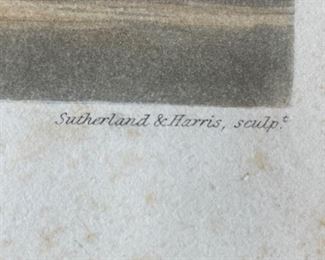 Sutherland & Harris, sculp.t